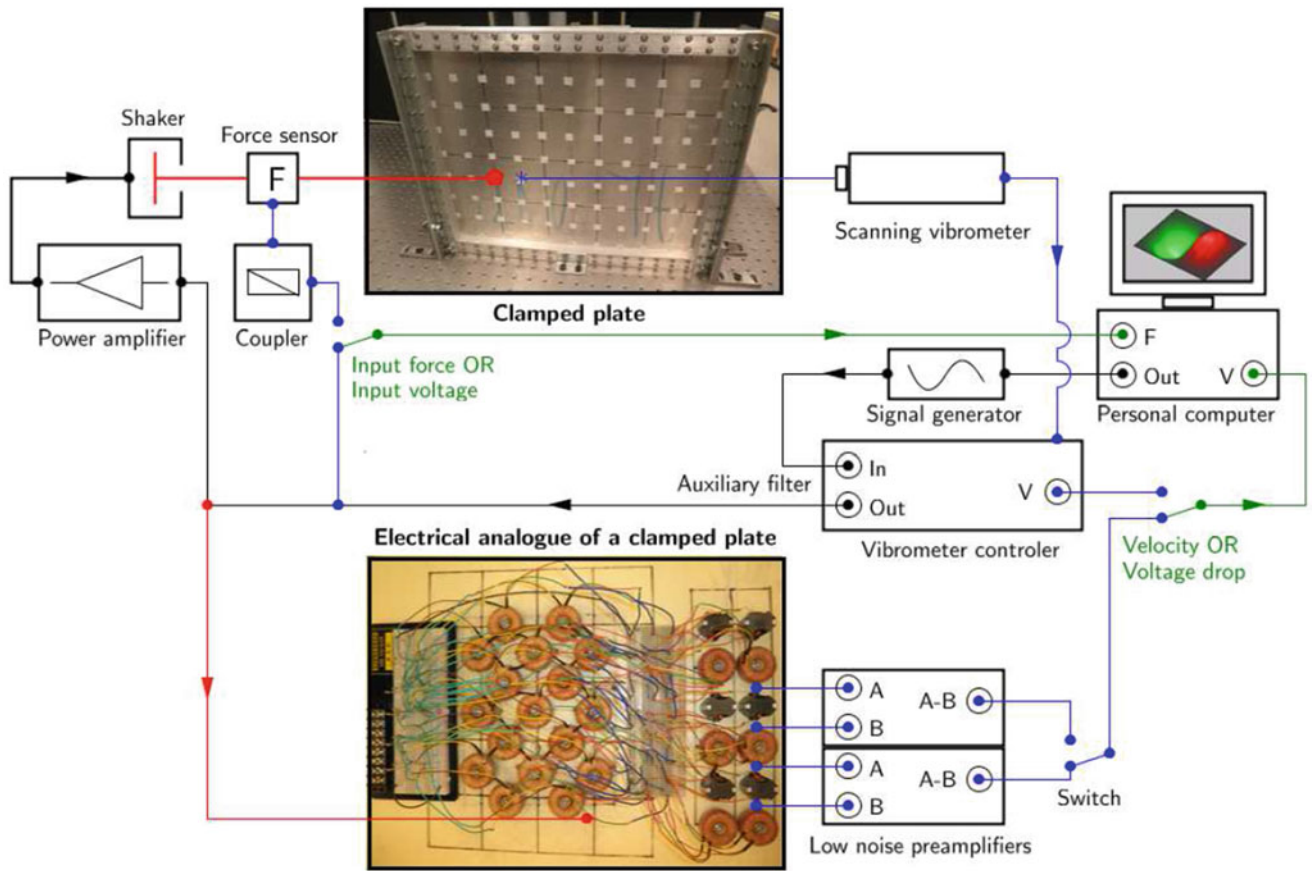 Shaker
Force sensor
F
Scanning vibrometer
Power amplifier
Coupler
Clamped plate
Input force OR
Input voltage
F
Out
V
Signal generator
Personal computer
Auxiliary filter
In
Out
V
Vibrometer controler
Velocity OR
Voltage drop
Electrical analogue of a clamped plate
A
B
A-B
A
B
A-B
Switch
Low noise preamplifiers